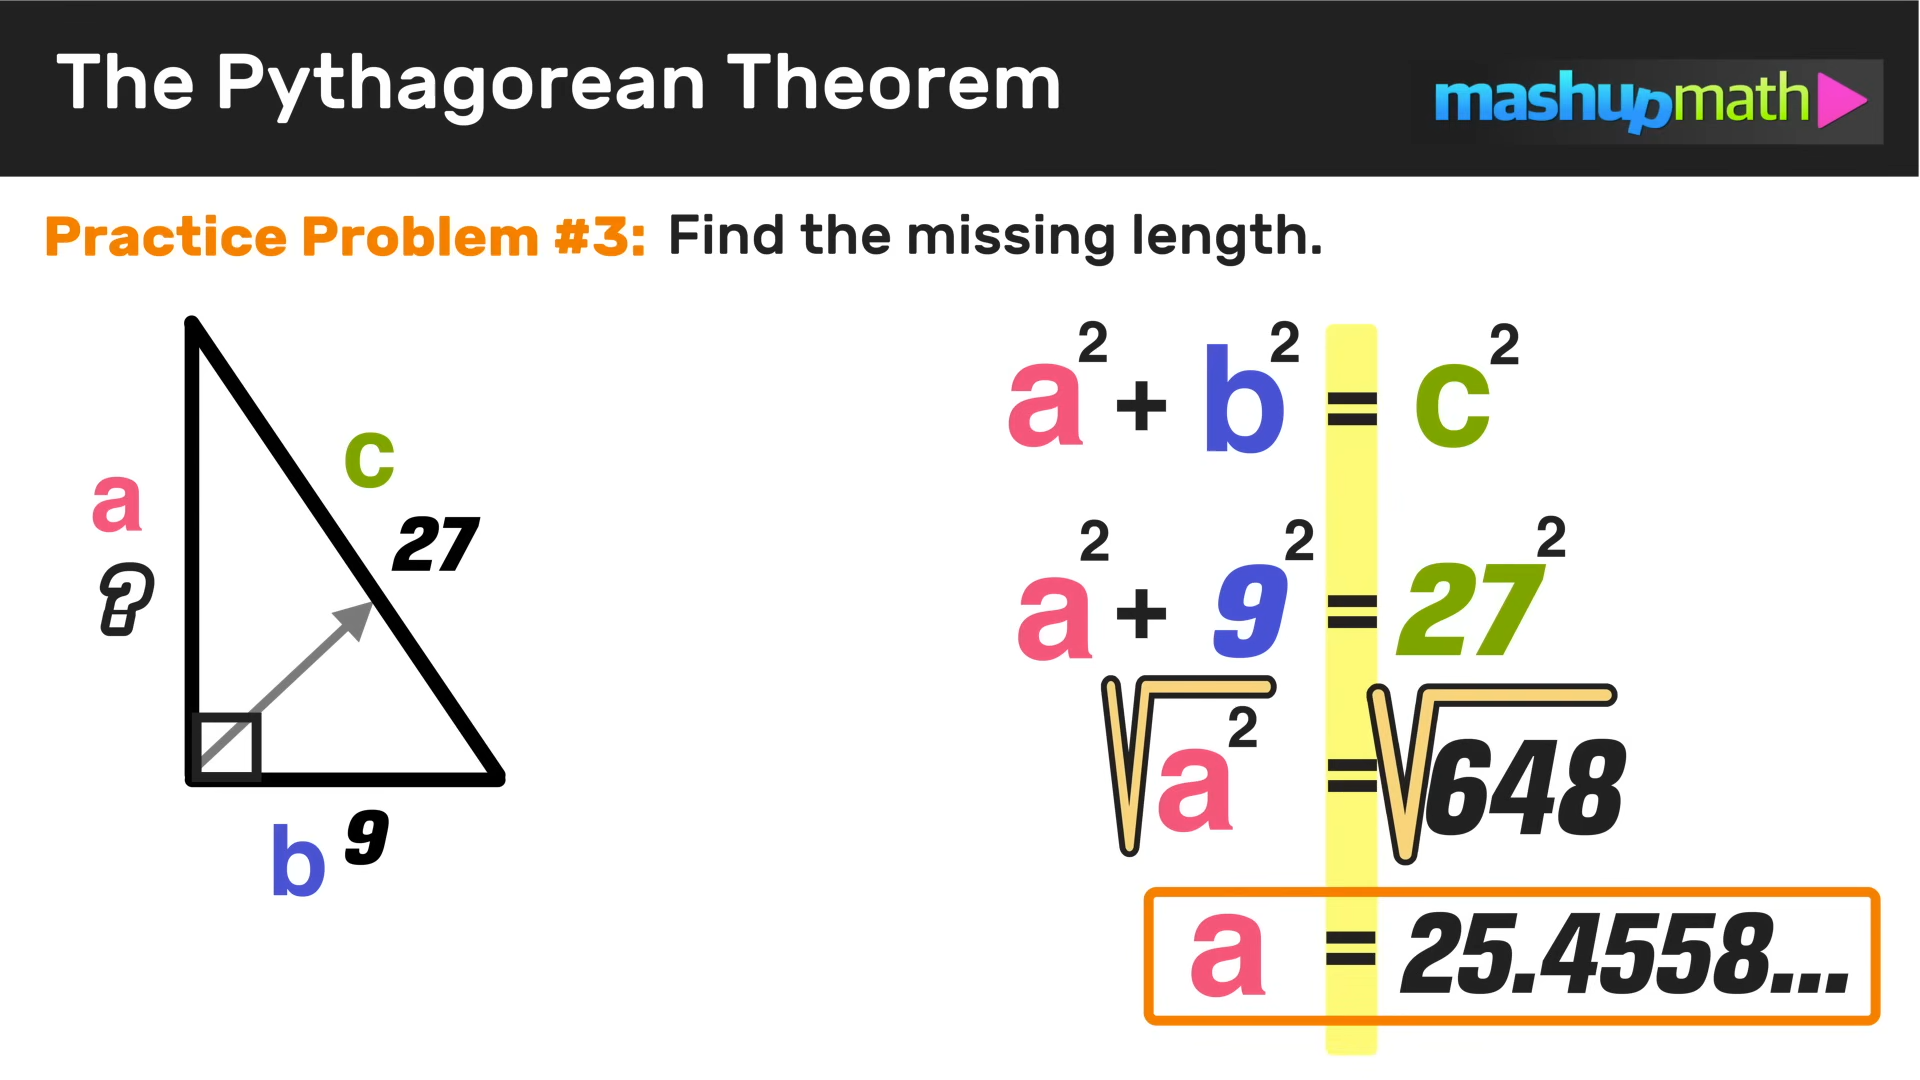 The Pythagorean Theorem
mashupmath
Practice Problem #3: Find the missing length.
a² + b² = c²
c
a
27
?
a² + 9² = 27²
√a² = √648
b 9
a = 25.4558...